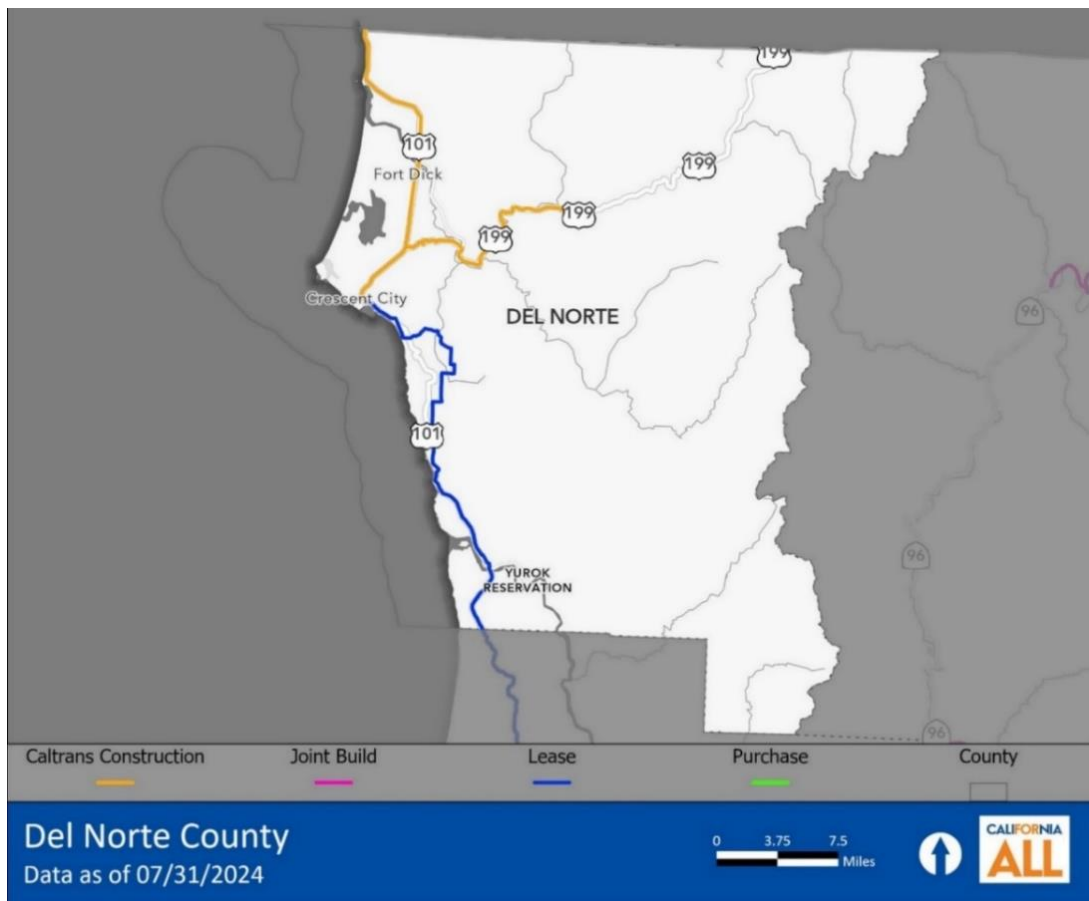 199
101
199
Fort Dick
199
199
Crescent City
DEL NORTE
96
101
96
YUROK
RESERVATION
96
Caltrans Construction
Joint Build
Lease
Purchase
County
Del Norte County
Data as of 07/31/2024
0 3.75 7.5
Miles
CALIFORNIA
ALL